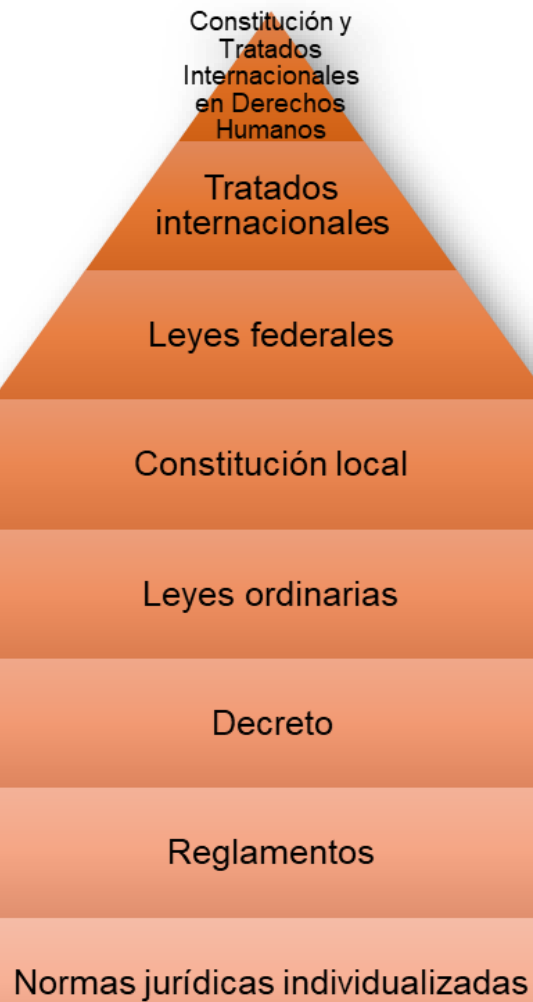 Constitución y
Tratados
Internacionales
en Derechos
Humanos
Tratados
internacionales
Leyes federales
Constitución local
Leyes ordinarias
Decreto
Reglamentos
Normas jurídicas individualizadas